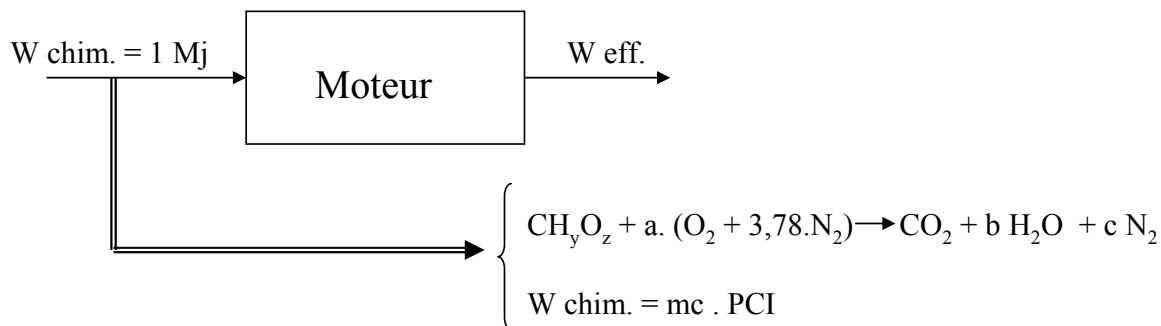 W chim. = 1 Mj
W eff.
Moteur
CH_yO_z + a. (O_2 + 3,78.N_2) → CO_2 + b H_2O + c N_2
W chim. = mc . PCI